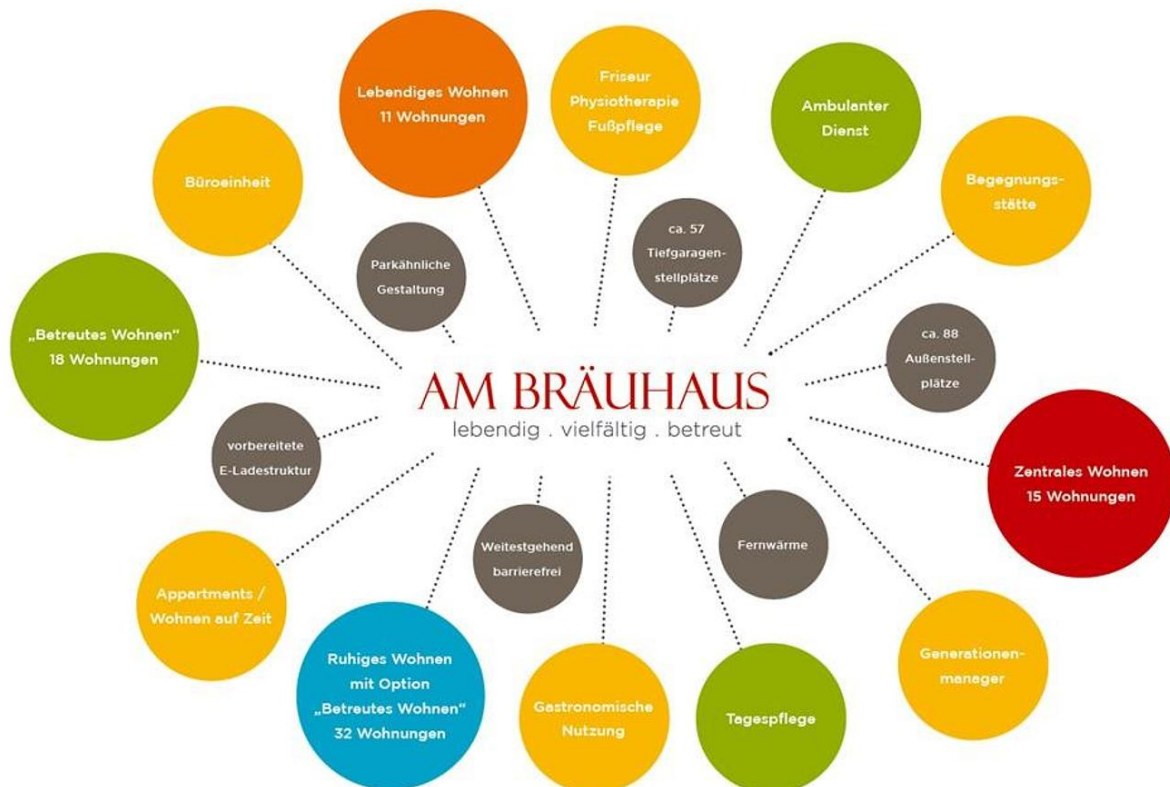 Lebendiges Wohnen
11 Wohnungen
Friseur
Physiotherapie
Fußpflege
Ambulanter
Dienst
Büroeinheit
Begegnungs-
stätte
Parkähnliche
Gestaltung
ca. 57
Tiefgaragen-
stellplätze
„Betreutes Wohnen“
18 Wohnungen
ca. 88
Außenstell-
plätze
AM BRÄUHAUS
lebendig . vielfältig . betreut
vorbereitete
E-Ladestruktur
Zentrales Wohnen
15 Wohnungen
Weitestgehend
barrierefrei
Fernwärme
Appartments /
Wohnen auf Zeit
Ruhiges Wohnen
mit Option
„Betreutes Wohnen“
32 Wohnungen
Gastronomische
Nutzung
Tagespflege
Generationen-
manager